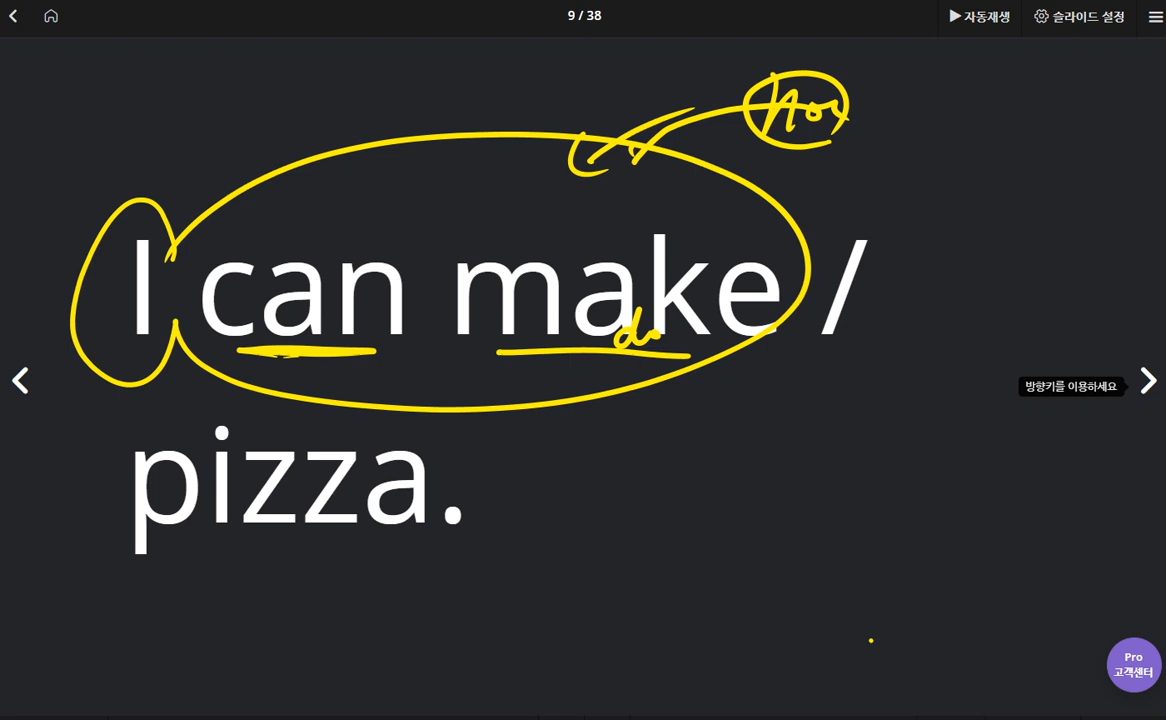 9 / 38
▶ 자동재생
슬라이드 설정
I can make /
do
방향키를 이용하세요
pizza.
Pro
고객센터